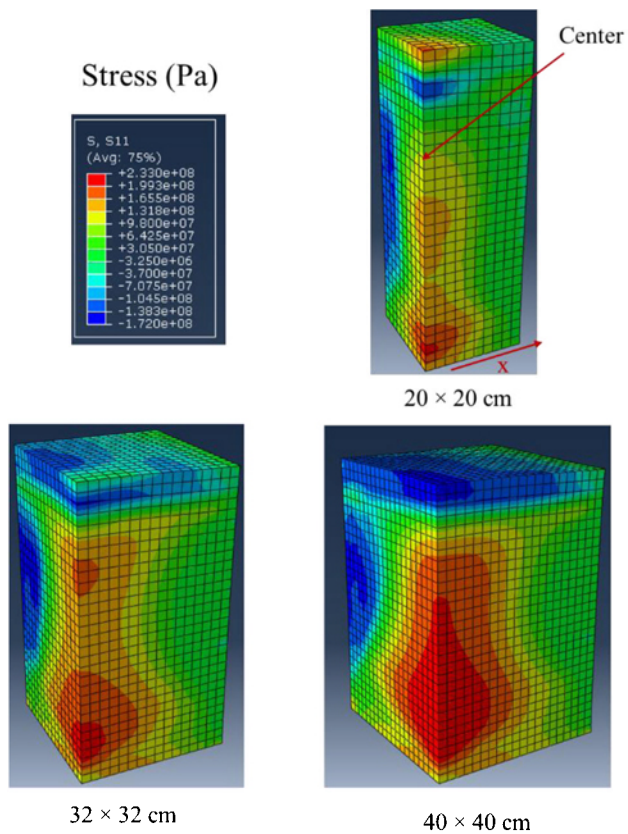 Center
Stress (Pa)
S, S11
(Avg: 75%)
+2.330e+08
+1.993e+08
+1.655e+08
+1.318e+08
+9.800e+07
+6.425e+07
+3.050e+07
-3.250e+06
-3.700e+07
-7.075e+07
-1.045e+08
-1.383e+08
-1.720e+08
X
20 × 20 cm
32 × 32 cm
40 × 40 cm